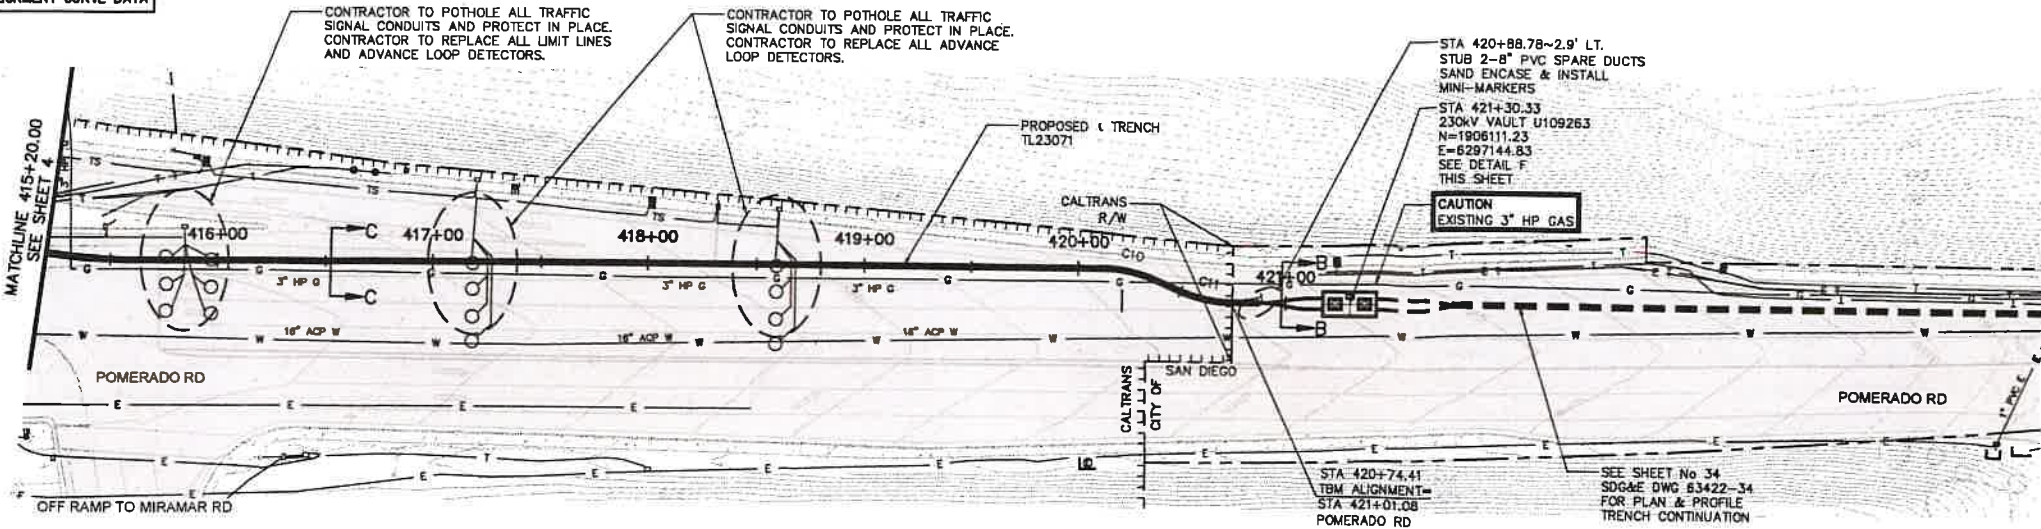 CONTRACTOR TO POTHOLE ALL TRAFFIC
SIGNAL CONDUITS AND PROTECT IN PLACE.
CONTRACTOR TO REPLACE ALL LIMIT LINES
AND ADVANCE LOOP DETECTORS.
CONTRACTOR TO POTHOLE ALL TRAFFIC
SIGNAL CONDUITS AND PROTECT IN PLACE.
CONTRACTOR TO REPLACE ALL ADVANCE
LOOP DETECTORS.
STA 420+88.78~2.9' LT.
STUB 2-8" PVC SPARE DUCTS
SAND ENCASE & INSTALL
MINI-MARKERS
STA 421+30.33
230kV VAULT U109263
N=1906111.23
E=6297144.83
SEE DETAIL F
THIS SHEET
CAUTION
EXISTING 3" HP GAS
PROPOSED ℄ TRENCH
TL23071
CALTRANS
R/W
MATCHLINE 415+20.00
SEE SHEET 4
TS
TS
TS
416+00
417+00
418+00
419+00
420+00
421+00
C
C
C10
C11
B
B
3" HP G
3" HP G
3" HP G
16" ACP W
16" ACP W
16" ACP W
POMERADO RD
SAN DIEGO
CALTRANS
CITY OF
POMERADO RD
1" PVC E
OFF RAMP TO MIRAMAR RD
STA 420+74.41
TBM ALIGNMENT=
STA 421+01.08
POMERADO RD
SEE SHEET No 34
SDG&E DWG 63422-34
FOR PLAN & PROFILE
TRENCH CONTINUATION